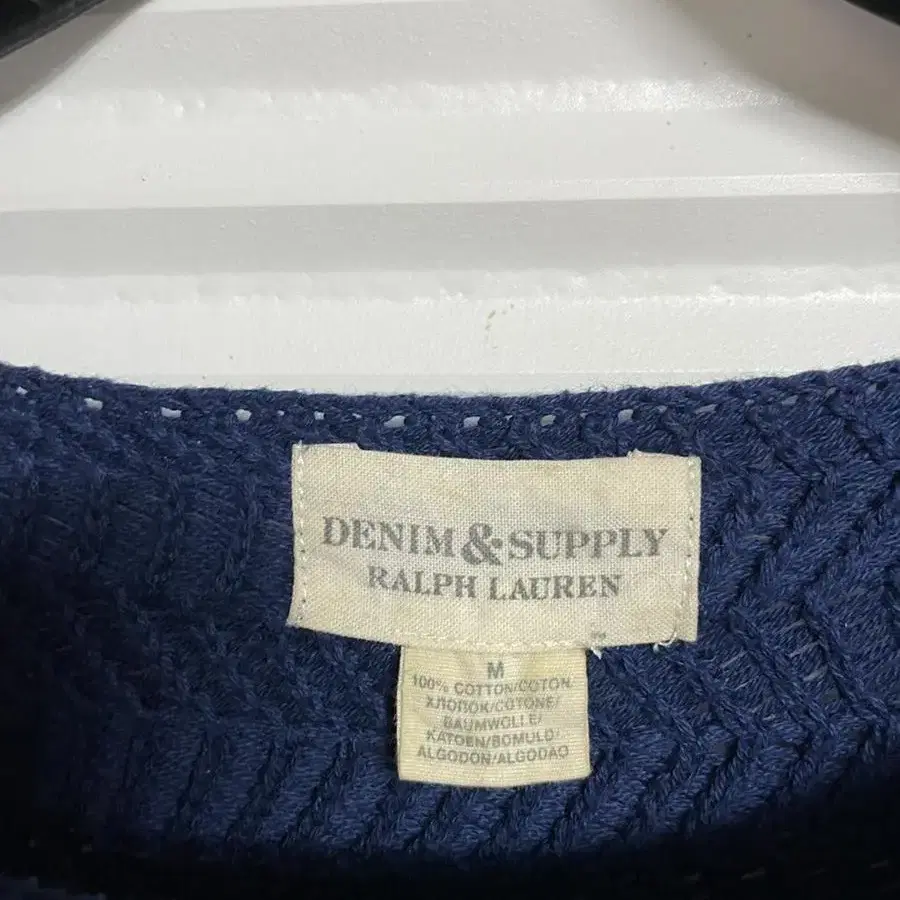 DENIM&SUPPLY
RALPH LAUREN
M
100% COTTON/COTON
ХЛОПОК/COTONE/
BAUMWOLLE/
KATOEN/BOMULD/
ALGODON/ALGODAO